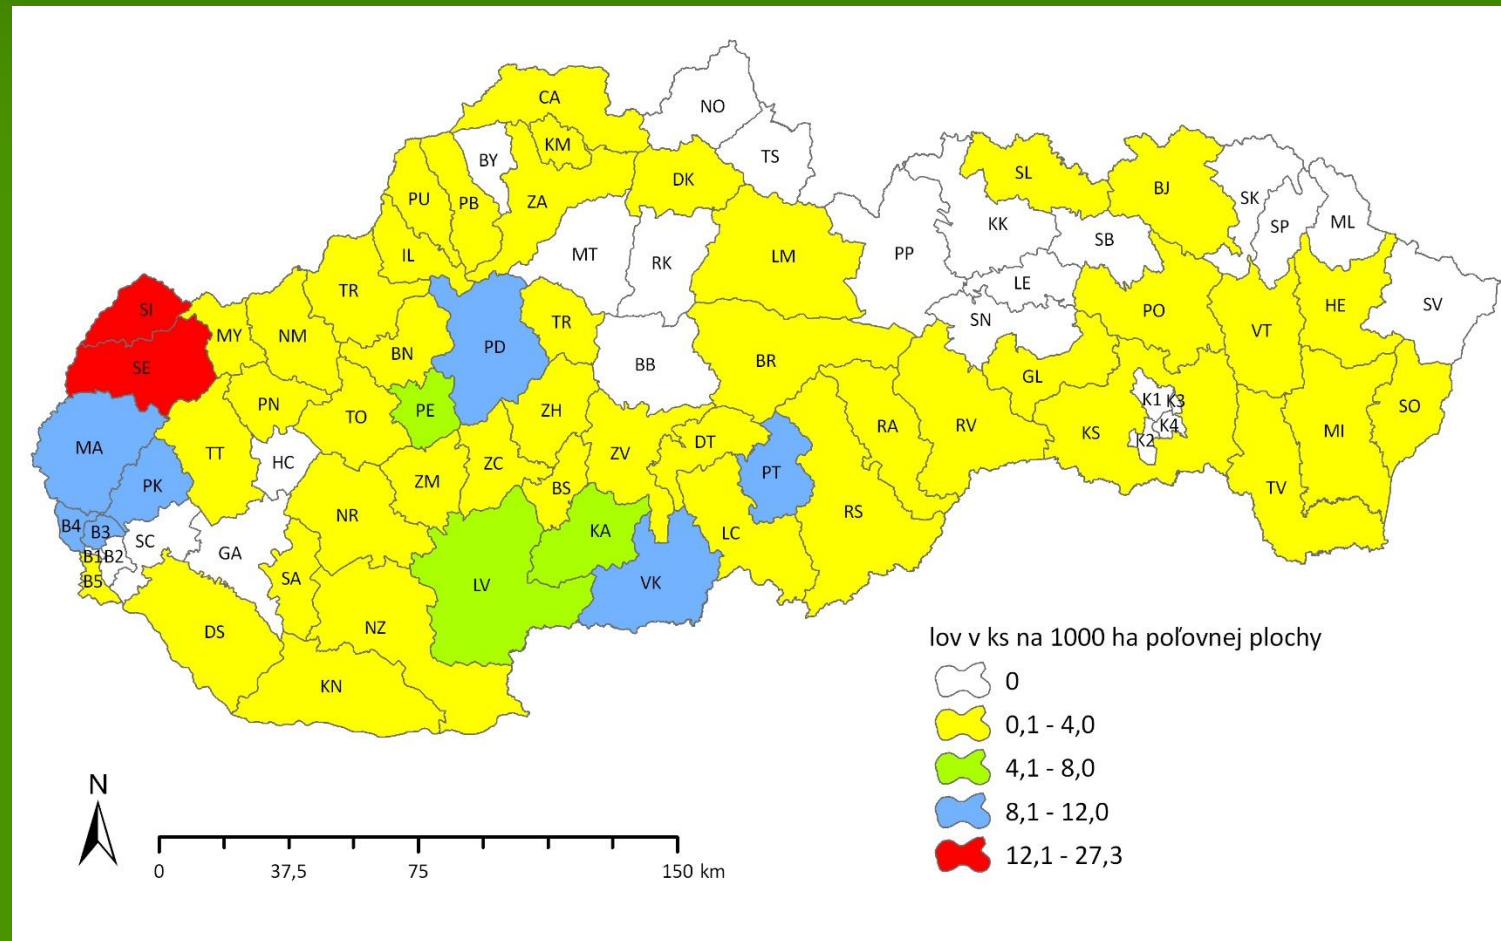 NO
CA
KM
BY
TS
DK
SL
BJ
SK
PU
PB
ZA
KK
SP
ML
SB
IL
MT
RK
LM
PP
LE
TR
SI
MY
NM
BN
PD
TR
SN
PO
VT
HE
SV
SE
BB
BR
GL
PN
TO
PE
ZH
RA
RV
KS
K1
K3
K4
K2
MI
SO
MA
TT
HC
ZM
ZC
ZV
DT
PT
PK
NR
BS
TV
B4
B3
SC
GA
KA
LC
RS
B1
B2
B5
SA
LV
VK
DS
NZ
KN
lov v ks na 1000 ha poľovnej plochy
0
0,1 - 4,0
4,1 - 8,0
8,1 - 12,0
12,1 - 27,3
N
0 37,5 75 150 km